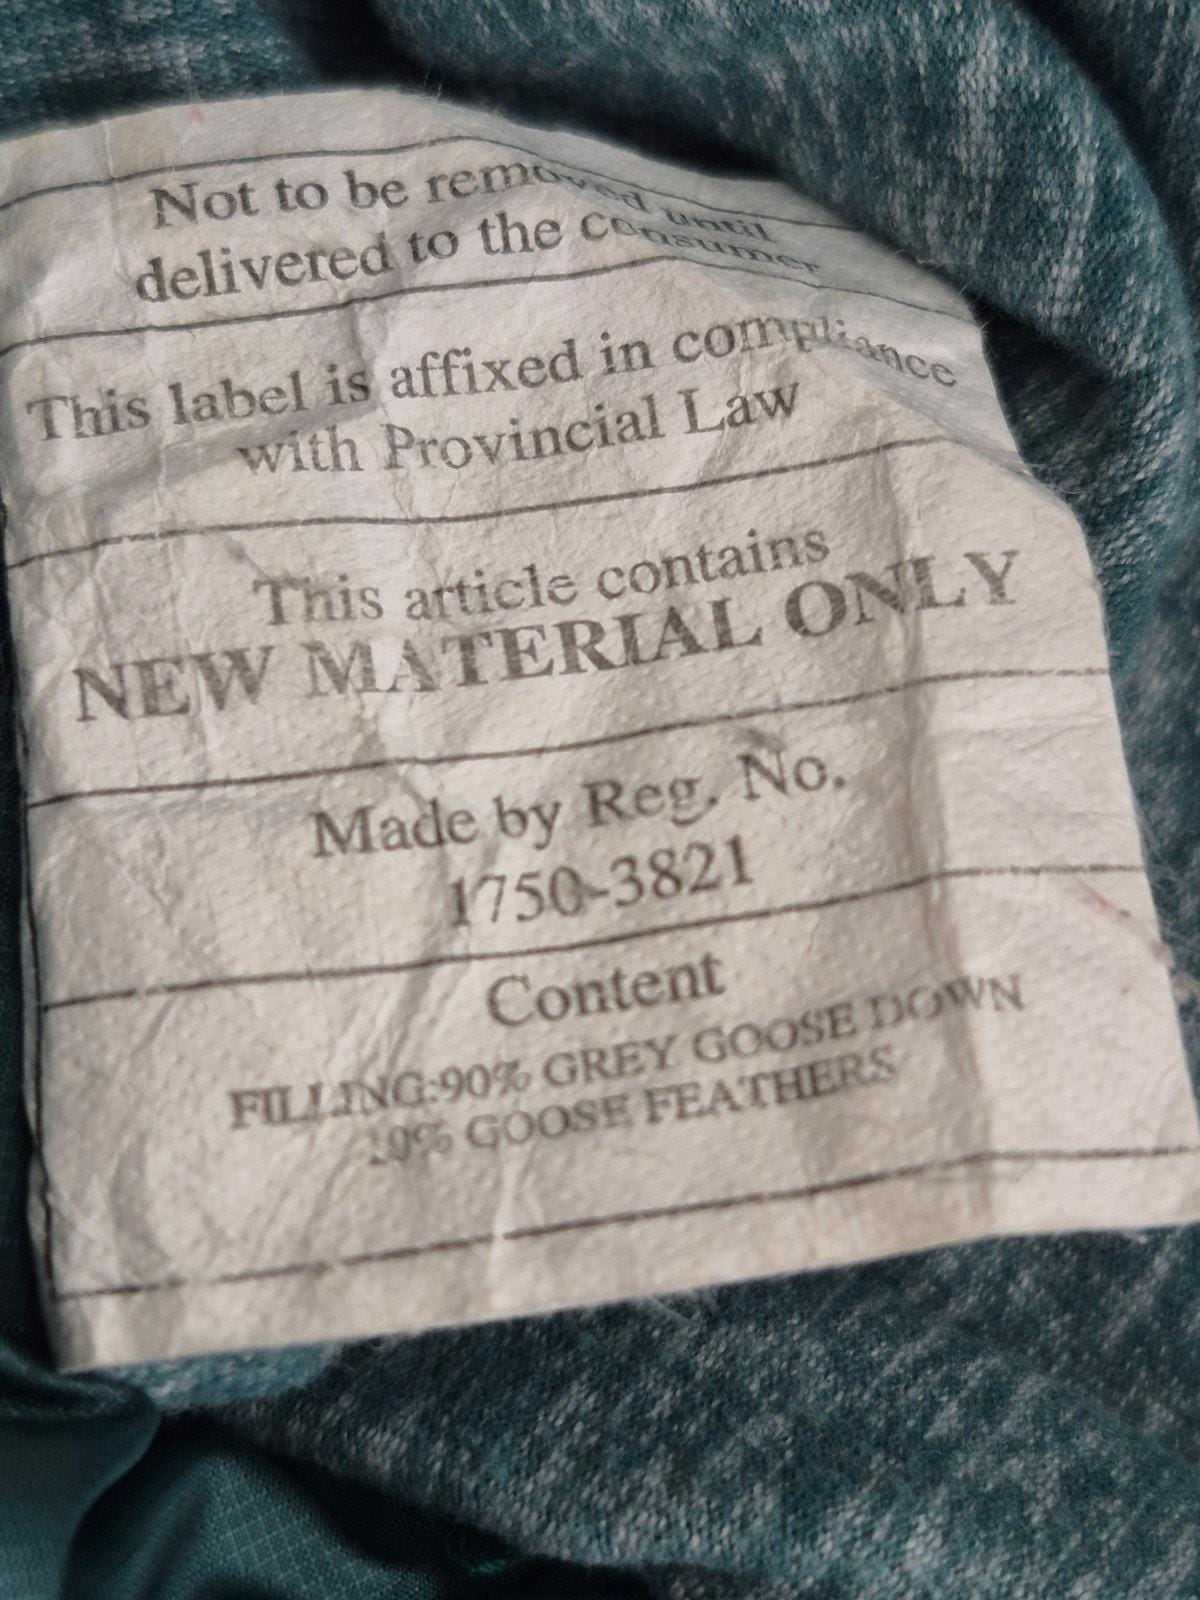 Not to be removed until
delivered to the consumer
This label is affixed in compliance
with Provincial Law
This article contains
NEW MATERIAL ONLY
Made by Reg. No.
1750-3821
Content
FILLING:90% GREY GOOSE DOWN
10% GOOSE FEATHERS